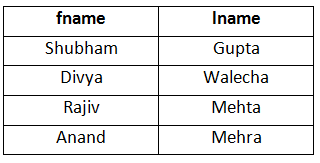 fname lname
Shubham Gupta
Divya Walecha
Rajiv Mehta
Anand Mehra